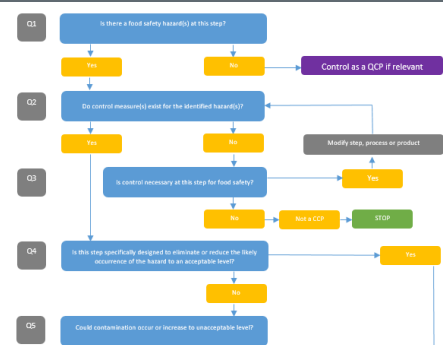 Q1
Is there a food safety hazard(s) at this step?
Yes
No
Control as a QCP if relevant
Q2
Do control measure(s) exist for the identified hazard(s)?
Yes
No
Modify step, process or product
Q3
Is control necessary at this step for food safety?
Yes
No
Not a CCP
STOP
Q4
Is this step specifically designed to eliminate or reduce the likely
occurrence of the hazard to an acceptable level?
Yes
No
Q5
Could contamination occur or increase to unacceptable level?